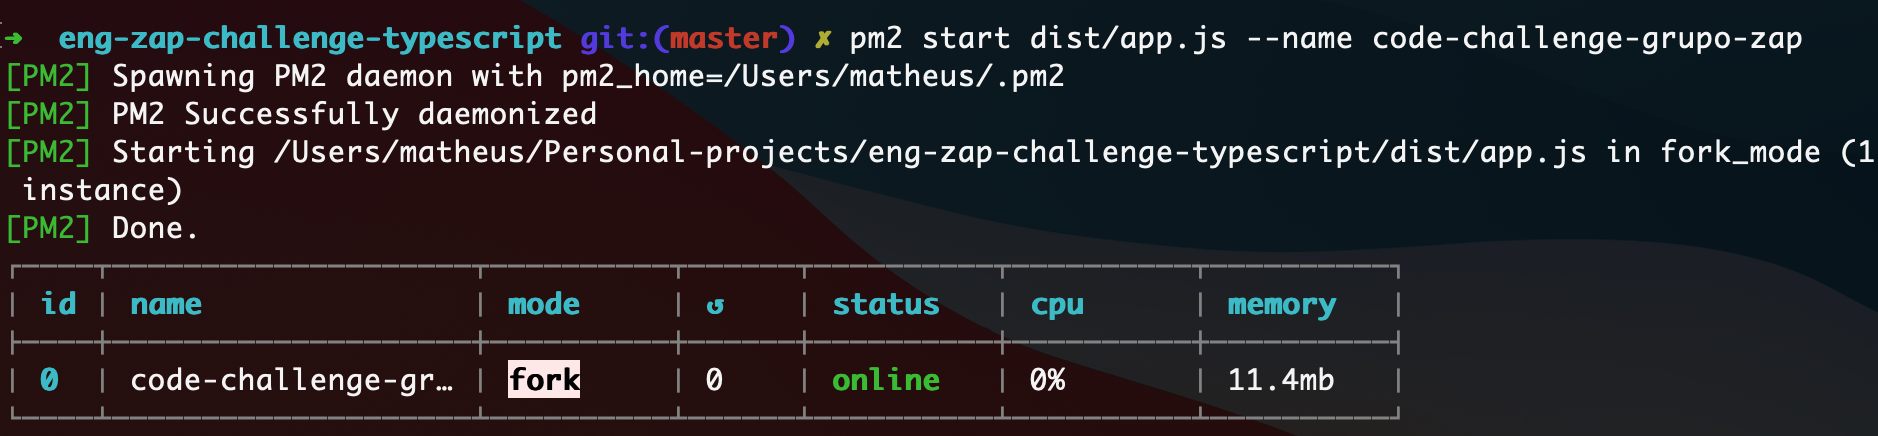 ➜  eng-zap-challenge-typescript git:(master) ✗ pm2 start dist/app.js --name code-challenge-grupo-zap
[PM2] Spawning PM2 daemon with pm2_home=/Users/matheus/.pm2
[PM2] PM2 Successfully daemonized
[PM2] Starting /Users/matheus/Personal-projects/eng-zap-challenge-typescript/dist/app.js in fork_mode (1
 instance)
[PM2] Done.
id name mode ↺ status cpu memory
0 code-challenge-gr… fork 0 online 0% 11.4mb